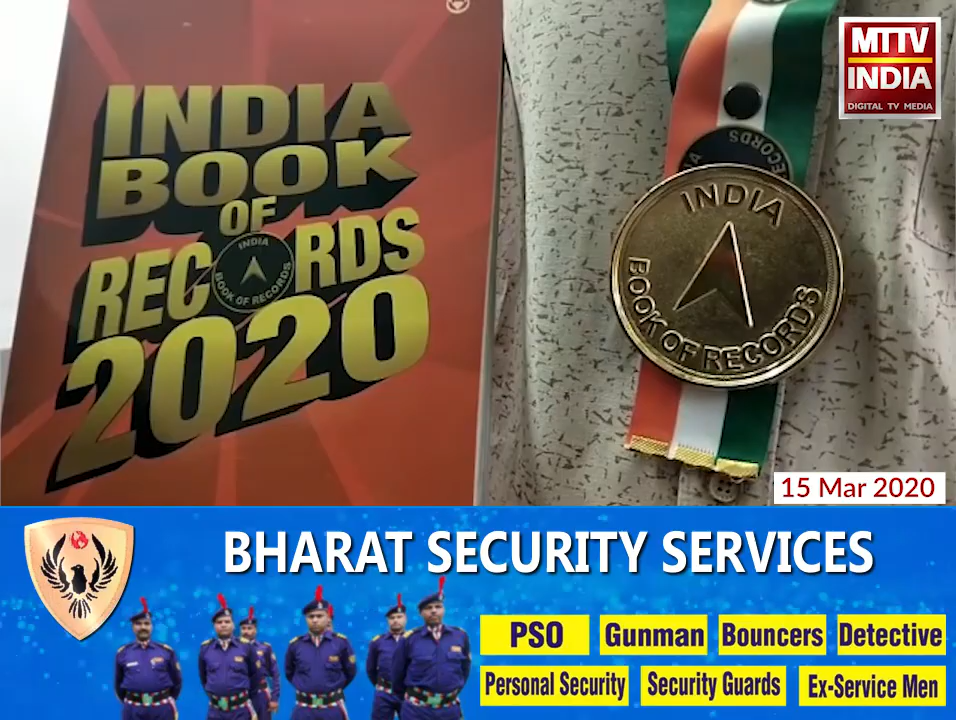 INDIA
BOOK
OF
RECORDS
INDIA
BOOK OF RECORDS
2020
RECORDS
INDIA
BOOK OF RECORDS
MTTV
INDIA
DIGITAL TV MEDIA
15 Mar 2020
BHARAT SECURITY SERVICES
PSO Gunman Bouncers Detective
Personal Security Security Guards Ex-Service Men